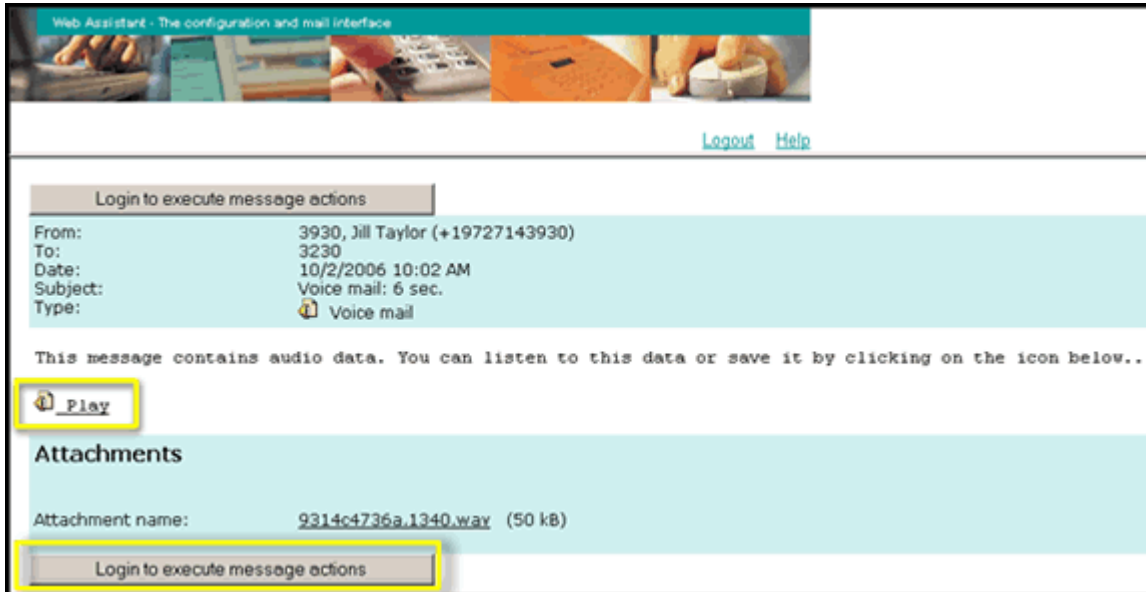 Web Assistant - The configuration and mail interface
Logout Help
Login to execute message actions
From: 3930, Jill Taylor (+19727143930)
To: 3230
Date: 10/2/2006 10:02 AM
Subject: Voice mail: 6 sec.
Type: Voice mail
This message contains audio data. You can listen to this data or save it by clicking on the icon below..
Play
Attachments
Attachment name: 9314c4736a.1340.wav (50 kB)
Login to execute message actions